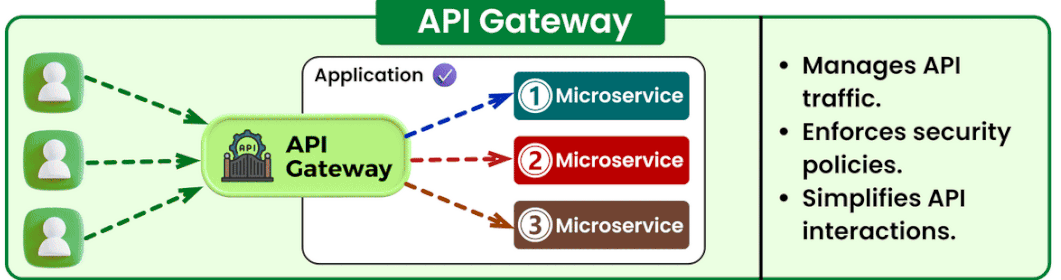 API Gateway
Application
API
API
Gateway
1 Microservice
2 Microservice
3 Microservice
• Manages API
traffic.
• Enforces security
policies.
• Simplifies API
interactions.